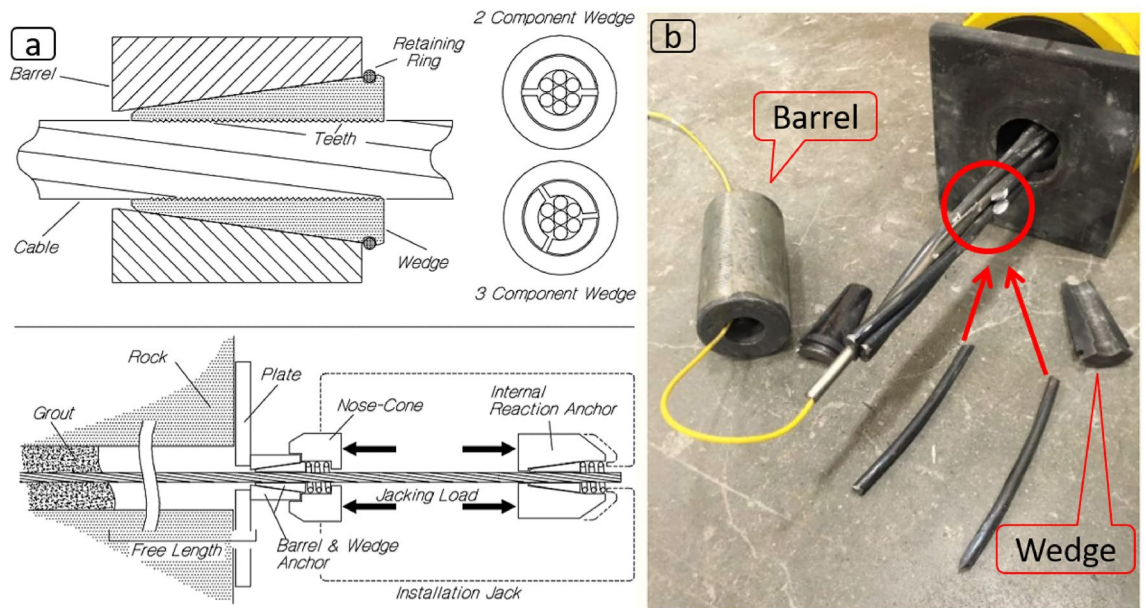 a
2 Component Wedge
Retaining
Ring
Barrel
Teeth
Cable
Wedge
3 Component Wedge
Rock
Plate
Grout
Nose-Cone
Internal
Reaction Anchor
Jacking Load
Free Length
Barrel & Wedge
Anchor
Installation Jack
b
Barrel
Wedge